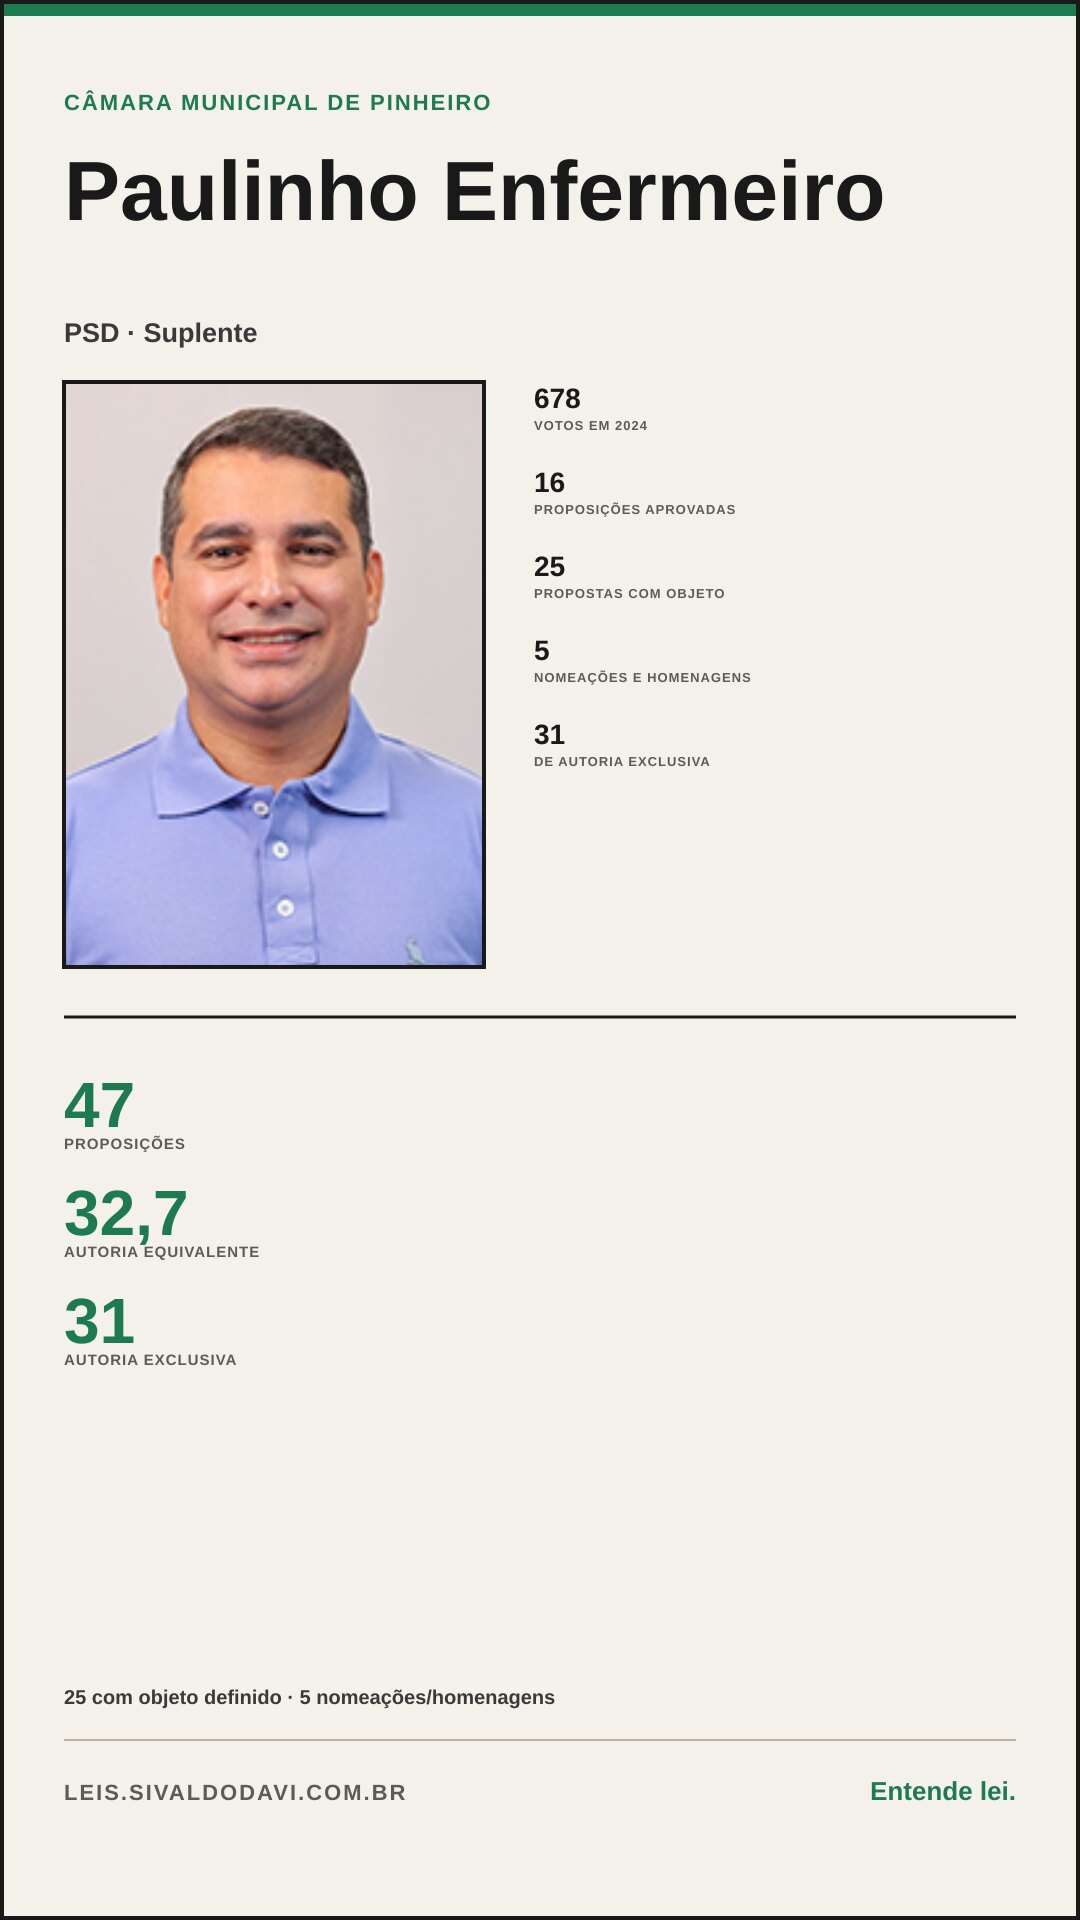 CÂMARA MUNICIPAL DE PINHEIRO
Paulinho Enfermeiro
PSD · Suplente
678
VOTOS EM 2024
16
PROPOSIÇÕES APROVADAS
25
PROPOSTAS COM OBJETO
5
NOMEAÇÕES E HOMENAGENS
31
DE AUTORIA EXCLUSIVA
47
PROPOSIÇÕES
32,7
AUTORIA EQUIVALENTE
31
AUTORIA EXCLUSIVA
25 com objeto definido · 5 nomeações/homenagens
LEIS.SIVALDODAVI.COM.BR
Entende lei.